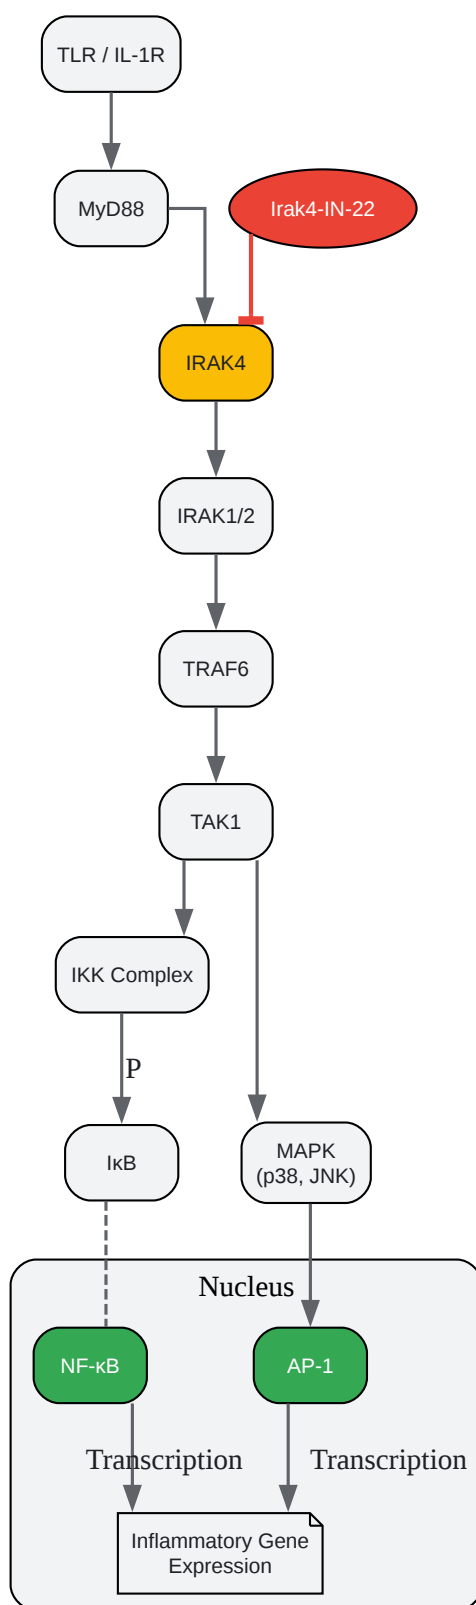 TLR / IL-1R
MyD88
Irak4-IN-22
IRAK4
IRAK1/2
TRAF6
TAK1
IKK Complex
P
IκB
MAPK
(p38, JNK)
Nucleus
NF-κB
AP-1
Transcription
Transcription
Inflammatory Gene
Expression